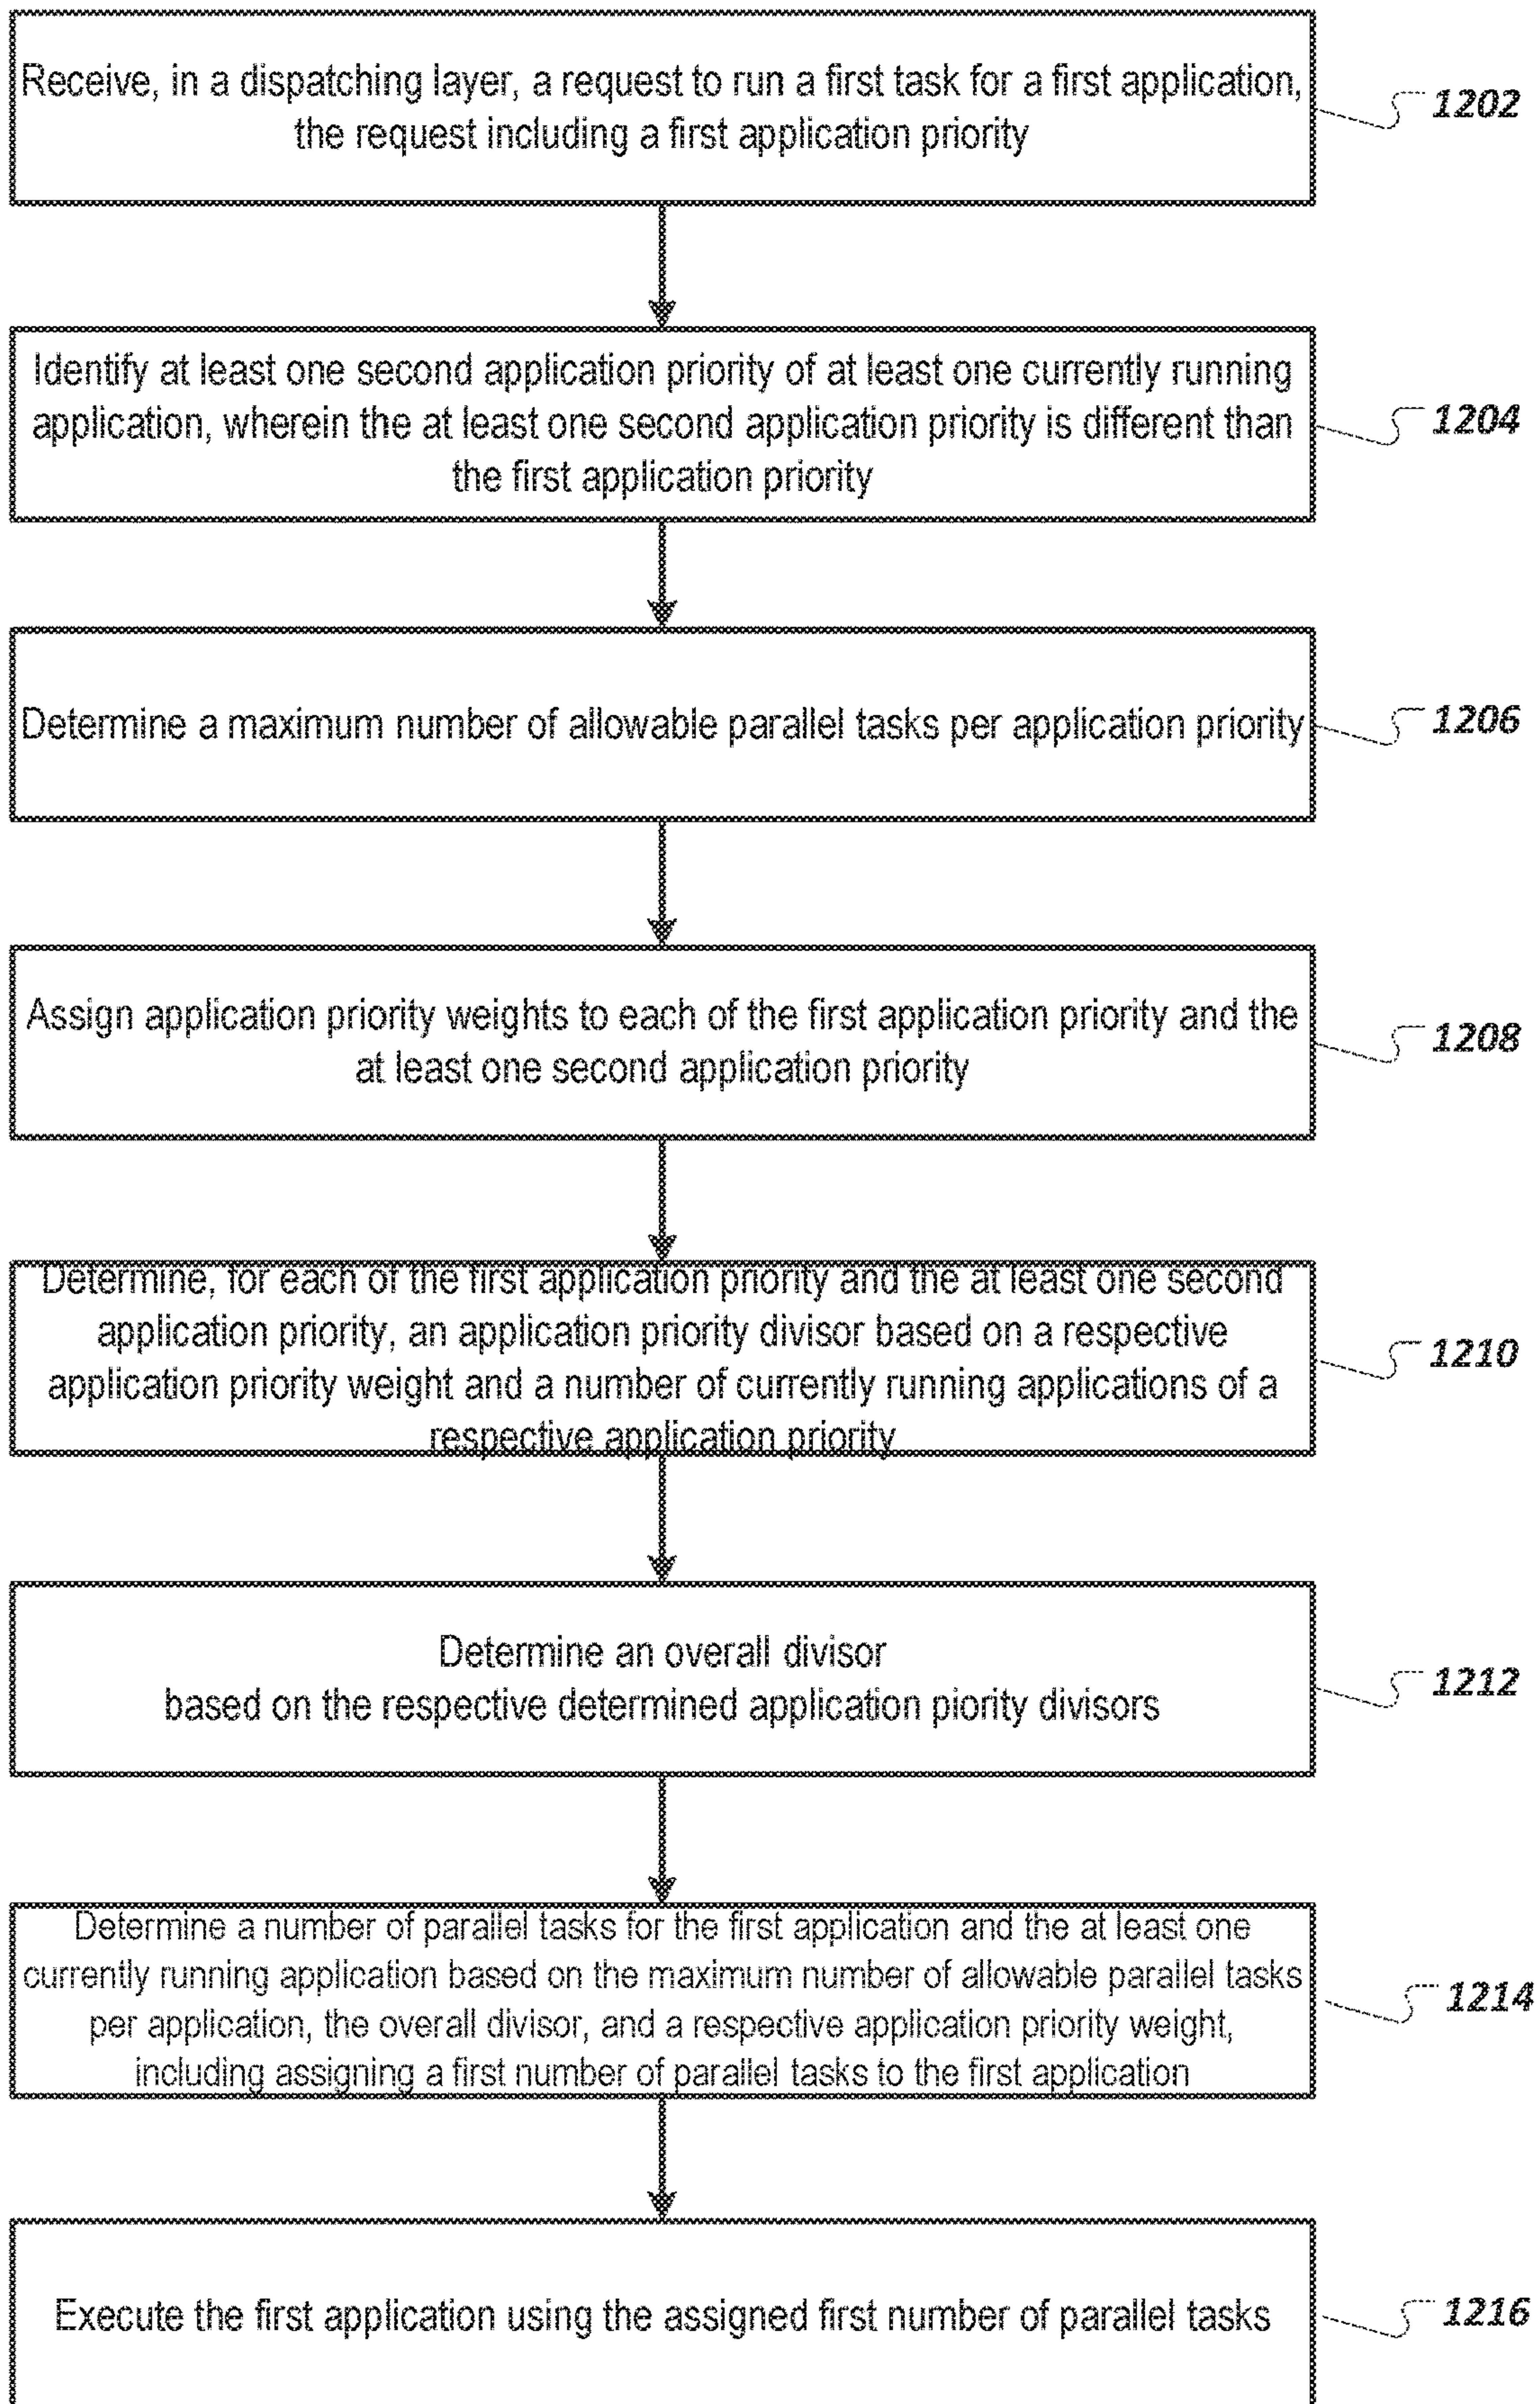 Receive, in a dispatching layer, a request to run a first task for a first application,
the request including a first application priority
1202
Identify at least one second application priority of at least one currently running
application, wherein the at least one second application priority is different than
the first application priority
1204
Determine a maximum number of allowable parallel tasks per application priority
1206
Assign application priority weights to each of the first application priority and the
at least one second application priority
1208
Determine, for each of the first application priority and the at least one second
application priority, an application priority divisor based on a respective
application priority weight and a number of currently running applications of a
respective application priority
1210
Determine an overall divisor
based on the respective determined application piority divisors
1212
Determine a number of parallel tasks for the first application and the at least one
currently running application based on the maximum number of allowable parallel tasks
per application, the overall divisor, and a respective application priority weight,
including assigning a first number of parallel tasks to the first application
1214
Execute the first application using the assigned first number of parallel tasks
1216